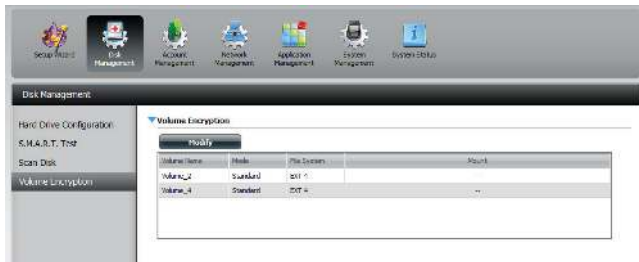 Setup Wizard
Disk Management
Account Management
Network Management
Application Management
System Management
System Status
Disk Management
Hard Drive Configuration
S.M.A.R.T. Test
Scan Disk
Volume Encryption
Volume Encryption
Modify
Volume Name Mode File System Mount
Volume_2 Standard EXT 4
Volume_4 Standard EXT 4 --